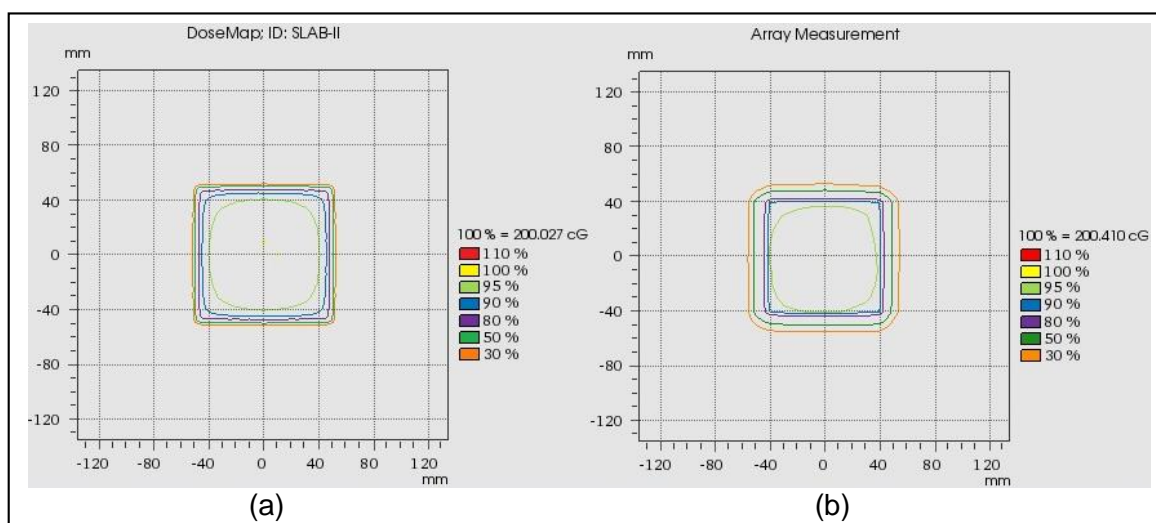 DoseMap; ID: SLAB-II
mm
120
80
40
0
-40
-80
-120
-120 -80 -40 0 40 80 120
mm
100 % = 200.027 cG
110 %
100 %
95 %
90 %
80 %
50 %
30 %
(a)
Array Measurement
mm
120
80
40
0
-40
-80
-120
-120 -80 -40 0 40 80 120
mm
100 % = 200.410 cG
110 %
100 %
95 %
90 %
80 %
50 %
30 %
(b)